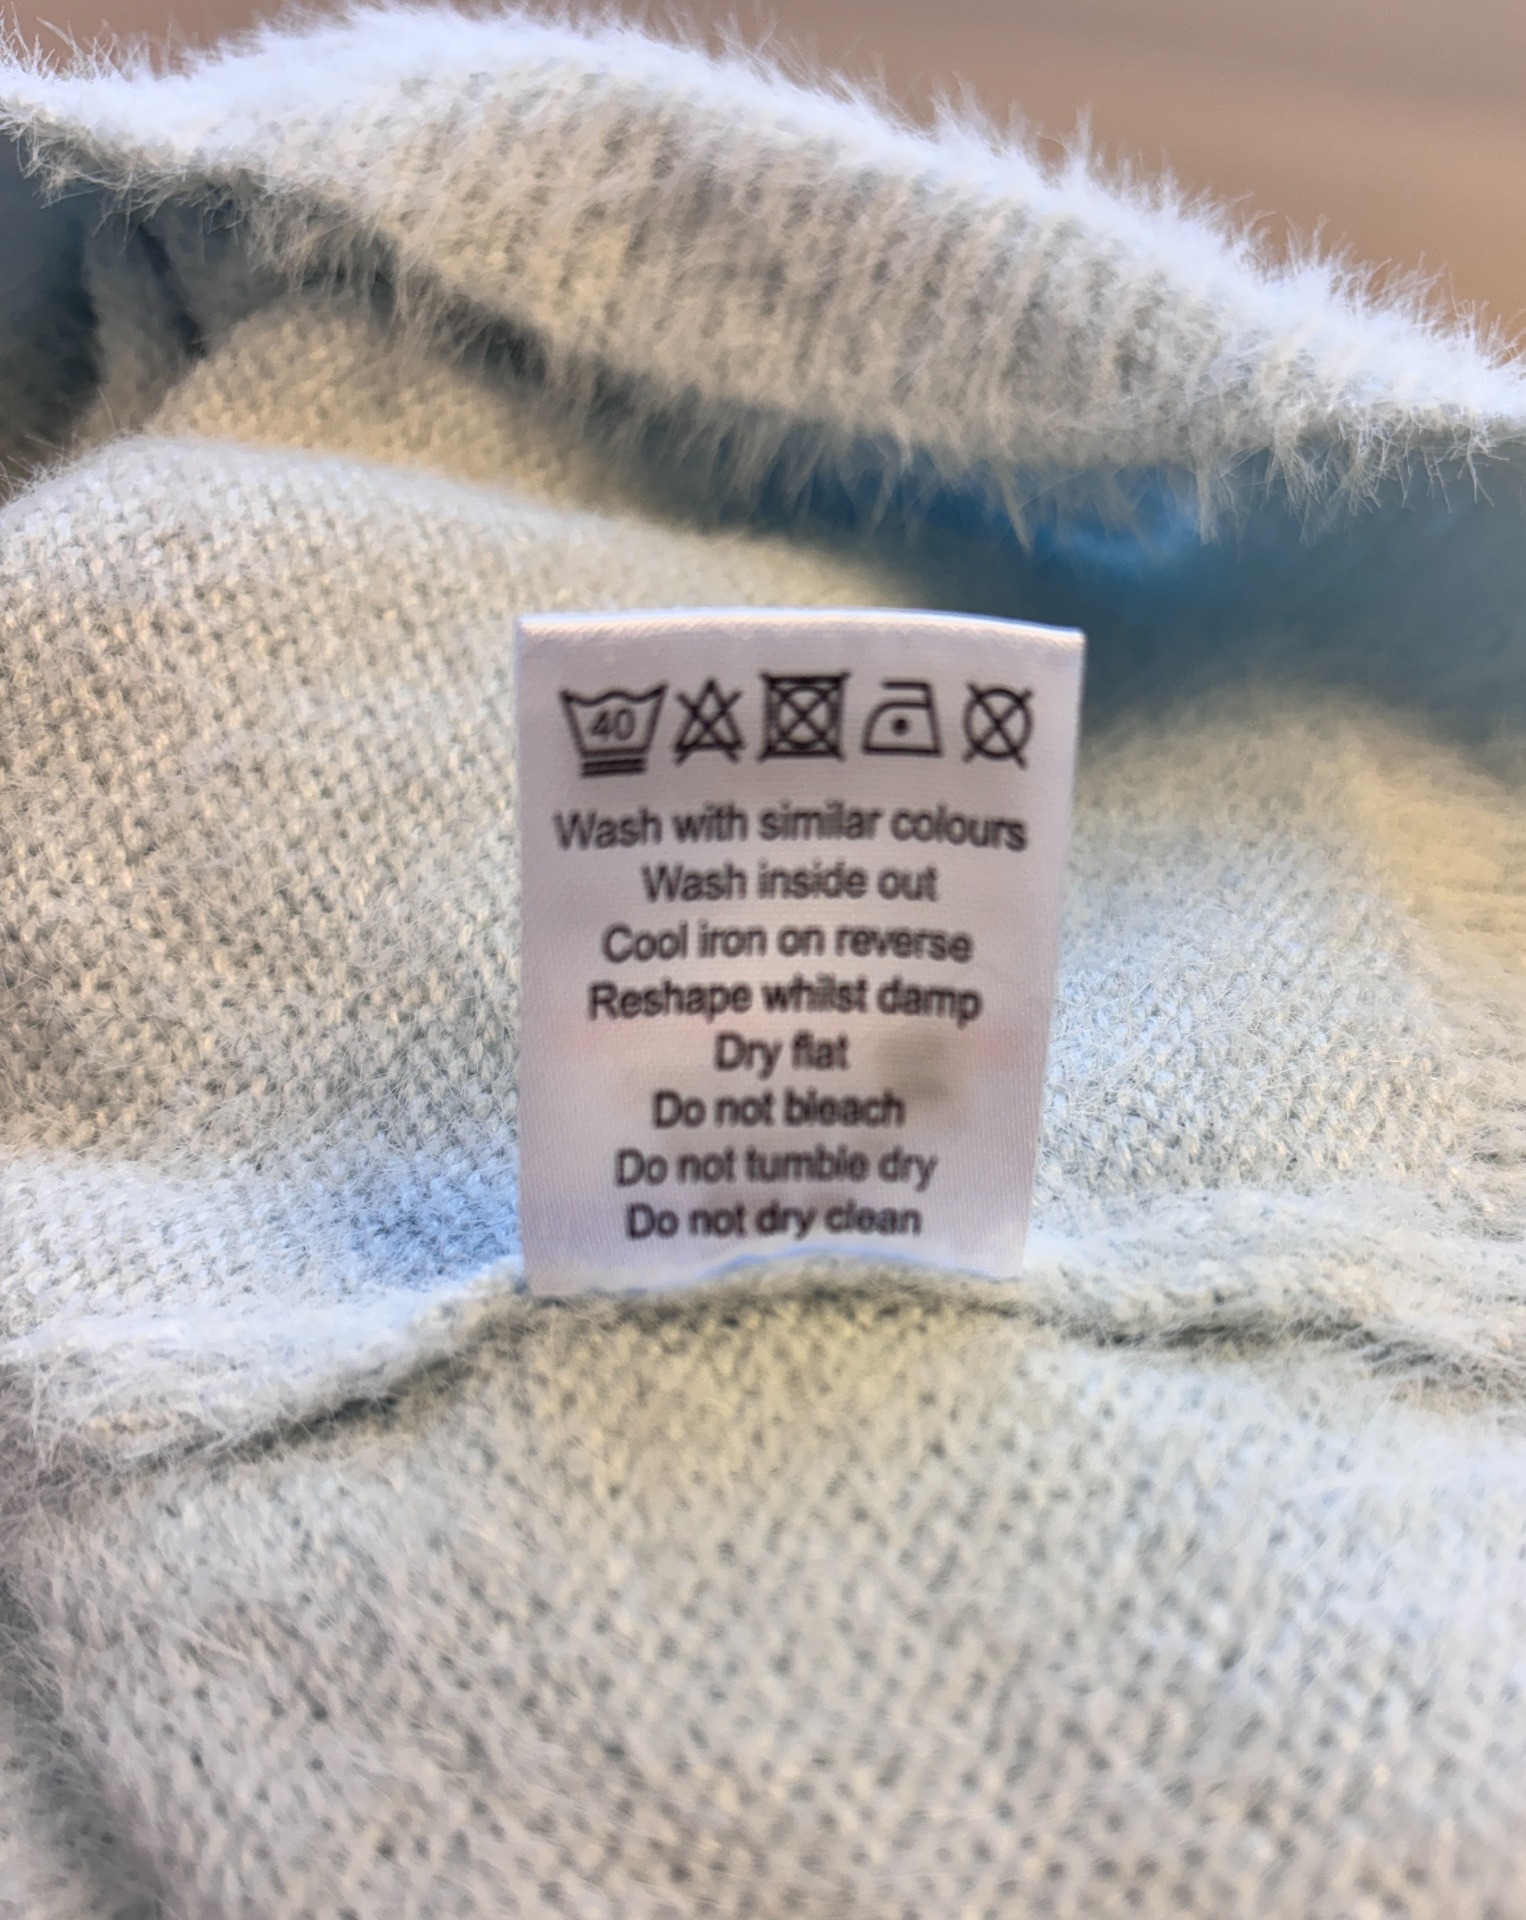 40
Wash with similar colours
Wash inside out
Cool iron on reverse
Reshape whilst damp
Dry flat
Do not bleach
Do not tumble dry
Do not dry clean